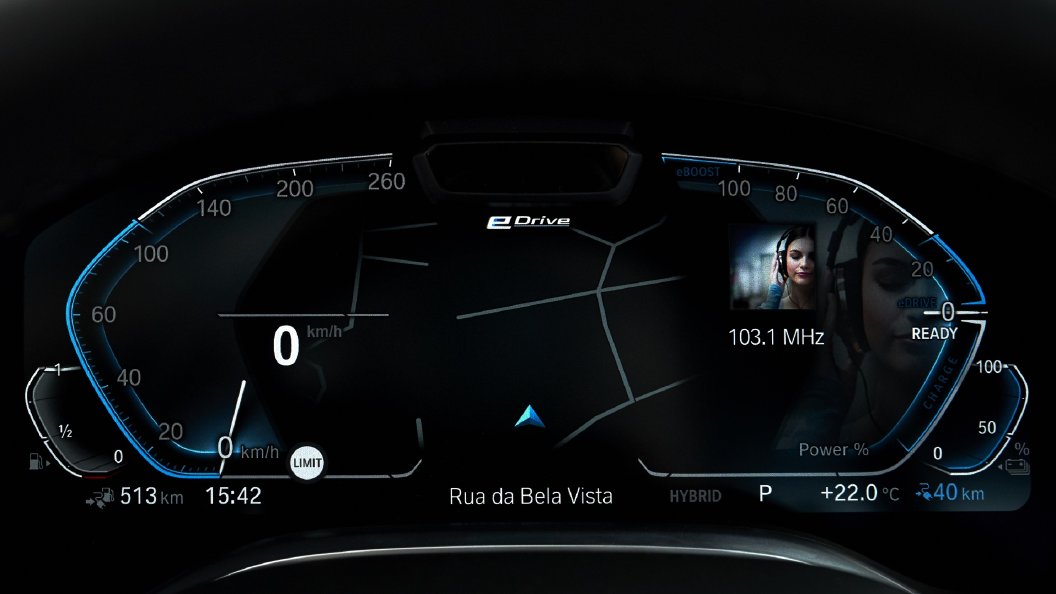 260
200
140
100
60
40
20
0 km/h
0 km/h
1
½
0
LIMIT
513 km
15:42
eDrive
Rua da Bela Vista
eBOOST
100
80
60
40
20
eDRIVE
0
READY
CHARGE
103.1 MHz
Power %
100
50
0
%
HYBRID
P
+22.0 °C
40 km